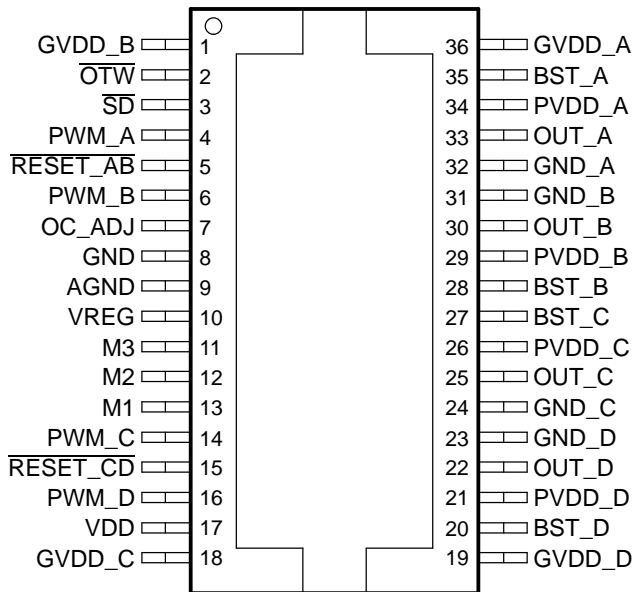 GVDD_B 1 36 GVDD_A
OTW 2 35 BST_A
SD 3 34 PVDD_A
PWM_A 4 33 OUT_A
RESET_AB 5 32 GND_A
PWM_B 6 31 GND_B
OC_ADJ 7 30 OUT_B
GND 8 29 PVDD_B
AGND 9 28 BST_B
VREG 10 27 BST_C
M3 11 26 PVDD_C
M2 12 25 OUT_C
M1 13 24 GND_C
PWM_C 14 23 GND_D
RESET_CD 15 22 OUT_D
PWM_D 16 21 PVDD_D
VDD 17 20 BST_D
GVDD_C 18 19 GVDD_D